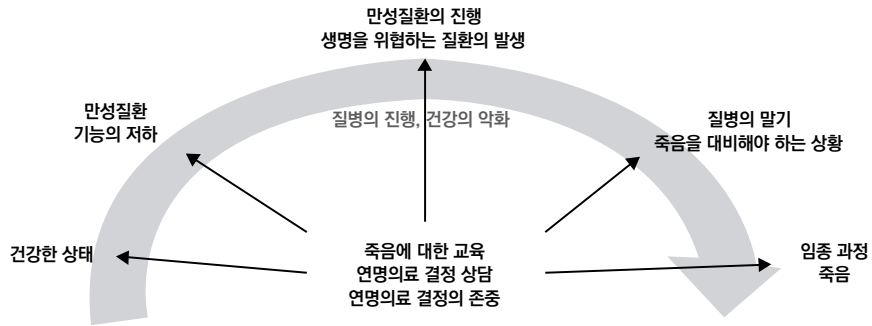 만성질환의 진행
생명을 위협하는 질환의 발생
만성질환
기능의 저하
질병의 진행, 건강의 악화
질병의 말기
죽음을 대비해야 하는 상황
건강한 상태
죽음에 대한 교육
연명의료 결정 상담
연명의료 결정의 존중
임종 과정
죽음